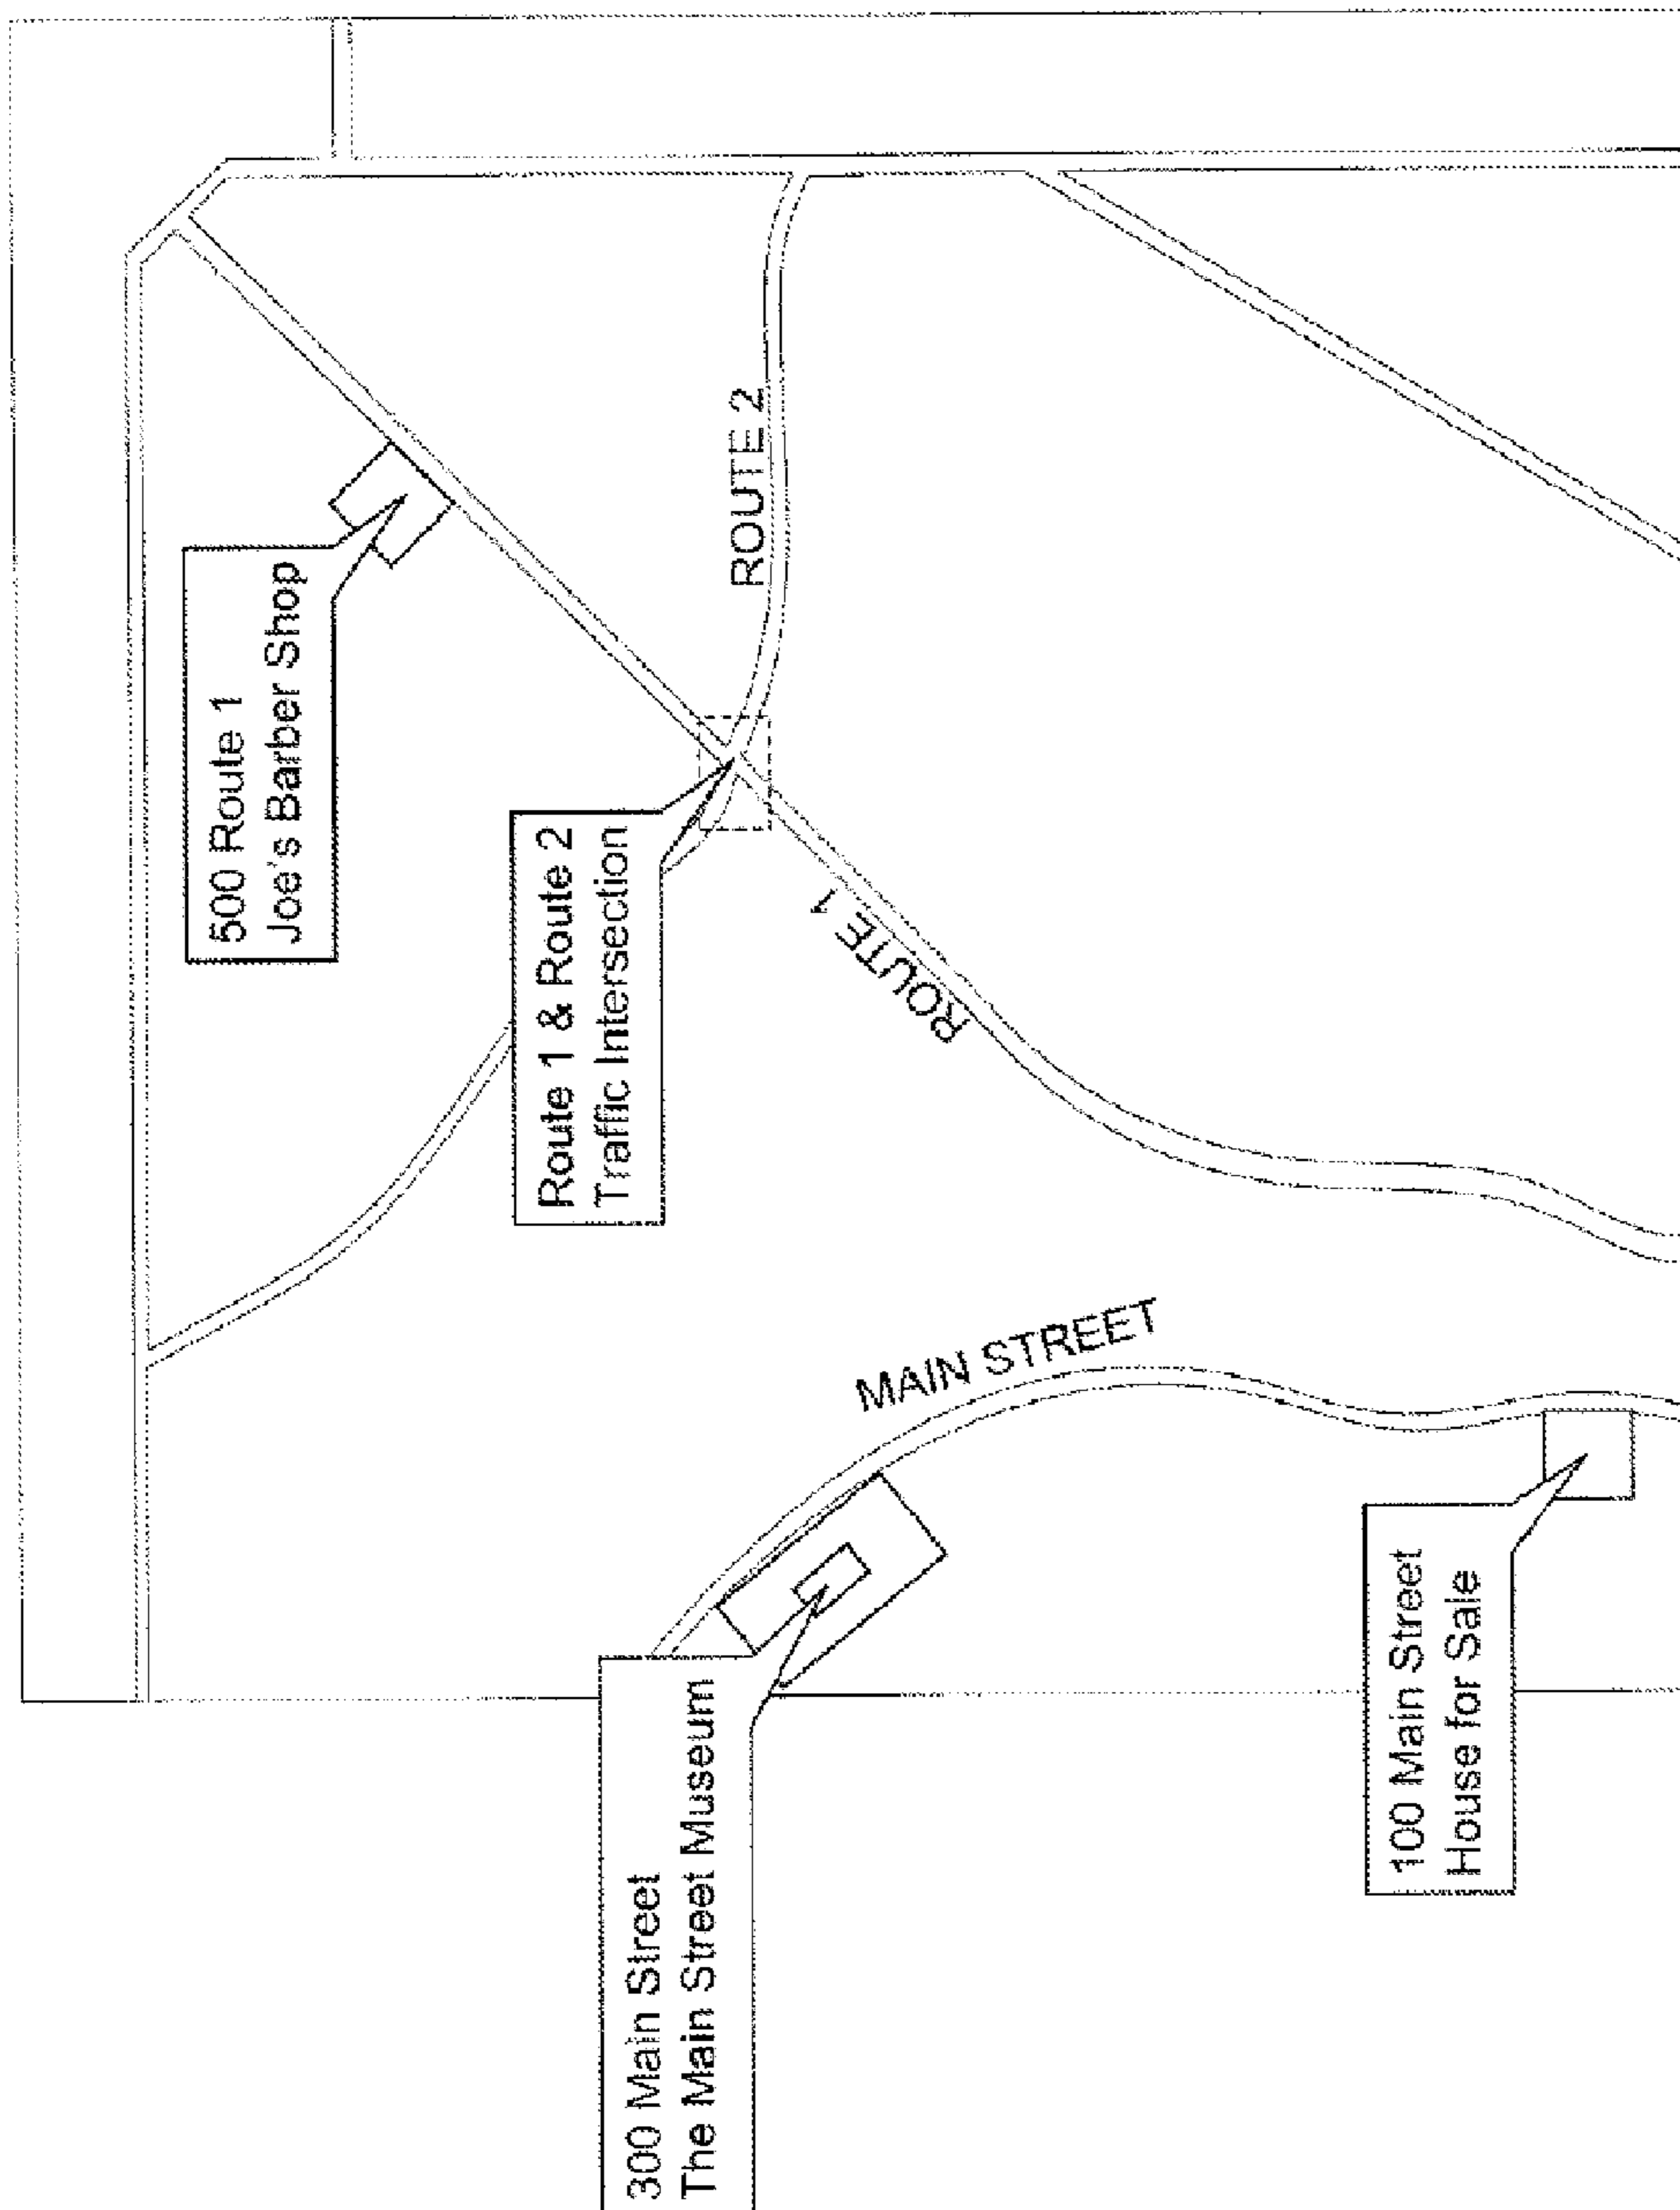 500 Route 1
Joe's Barber Shop
ROUTE 2
Route 1 & Route 2
Traffic Intersection
ROUTE 1
MAIN STREET
300 Main Street
The Main Street Museum
100 Main Street
House for Sale